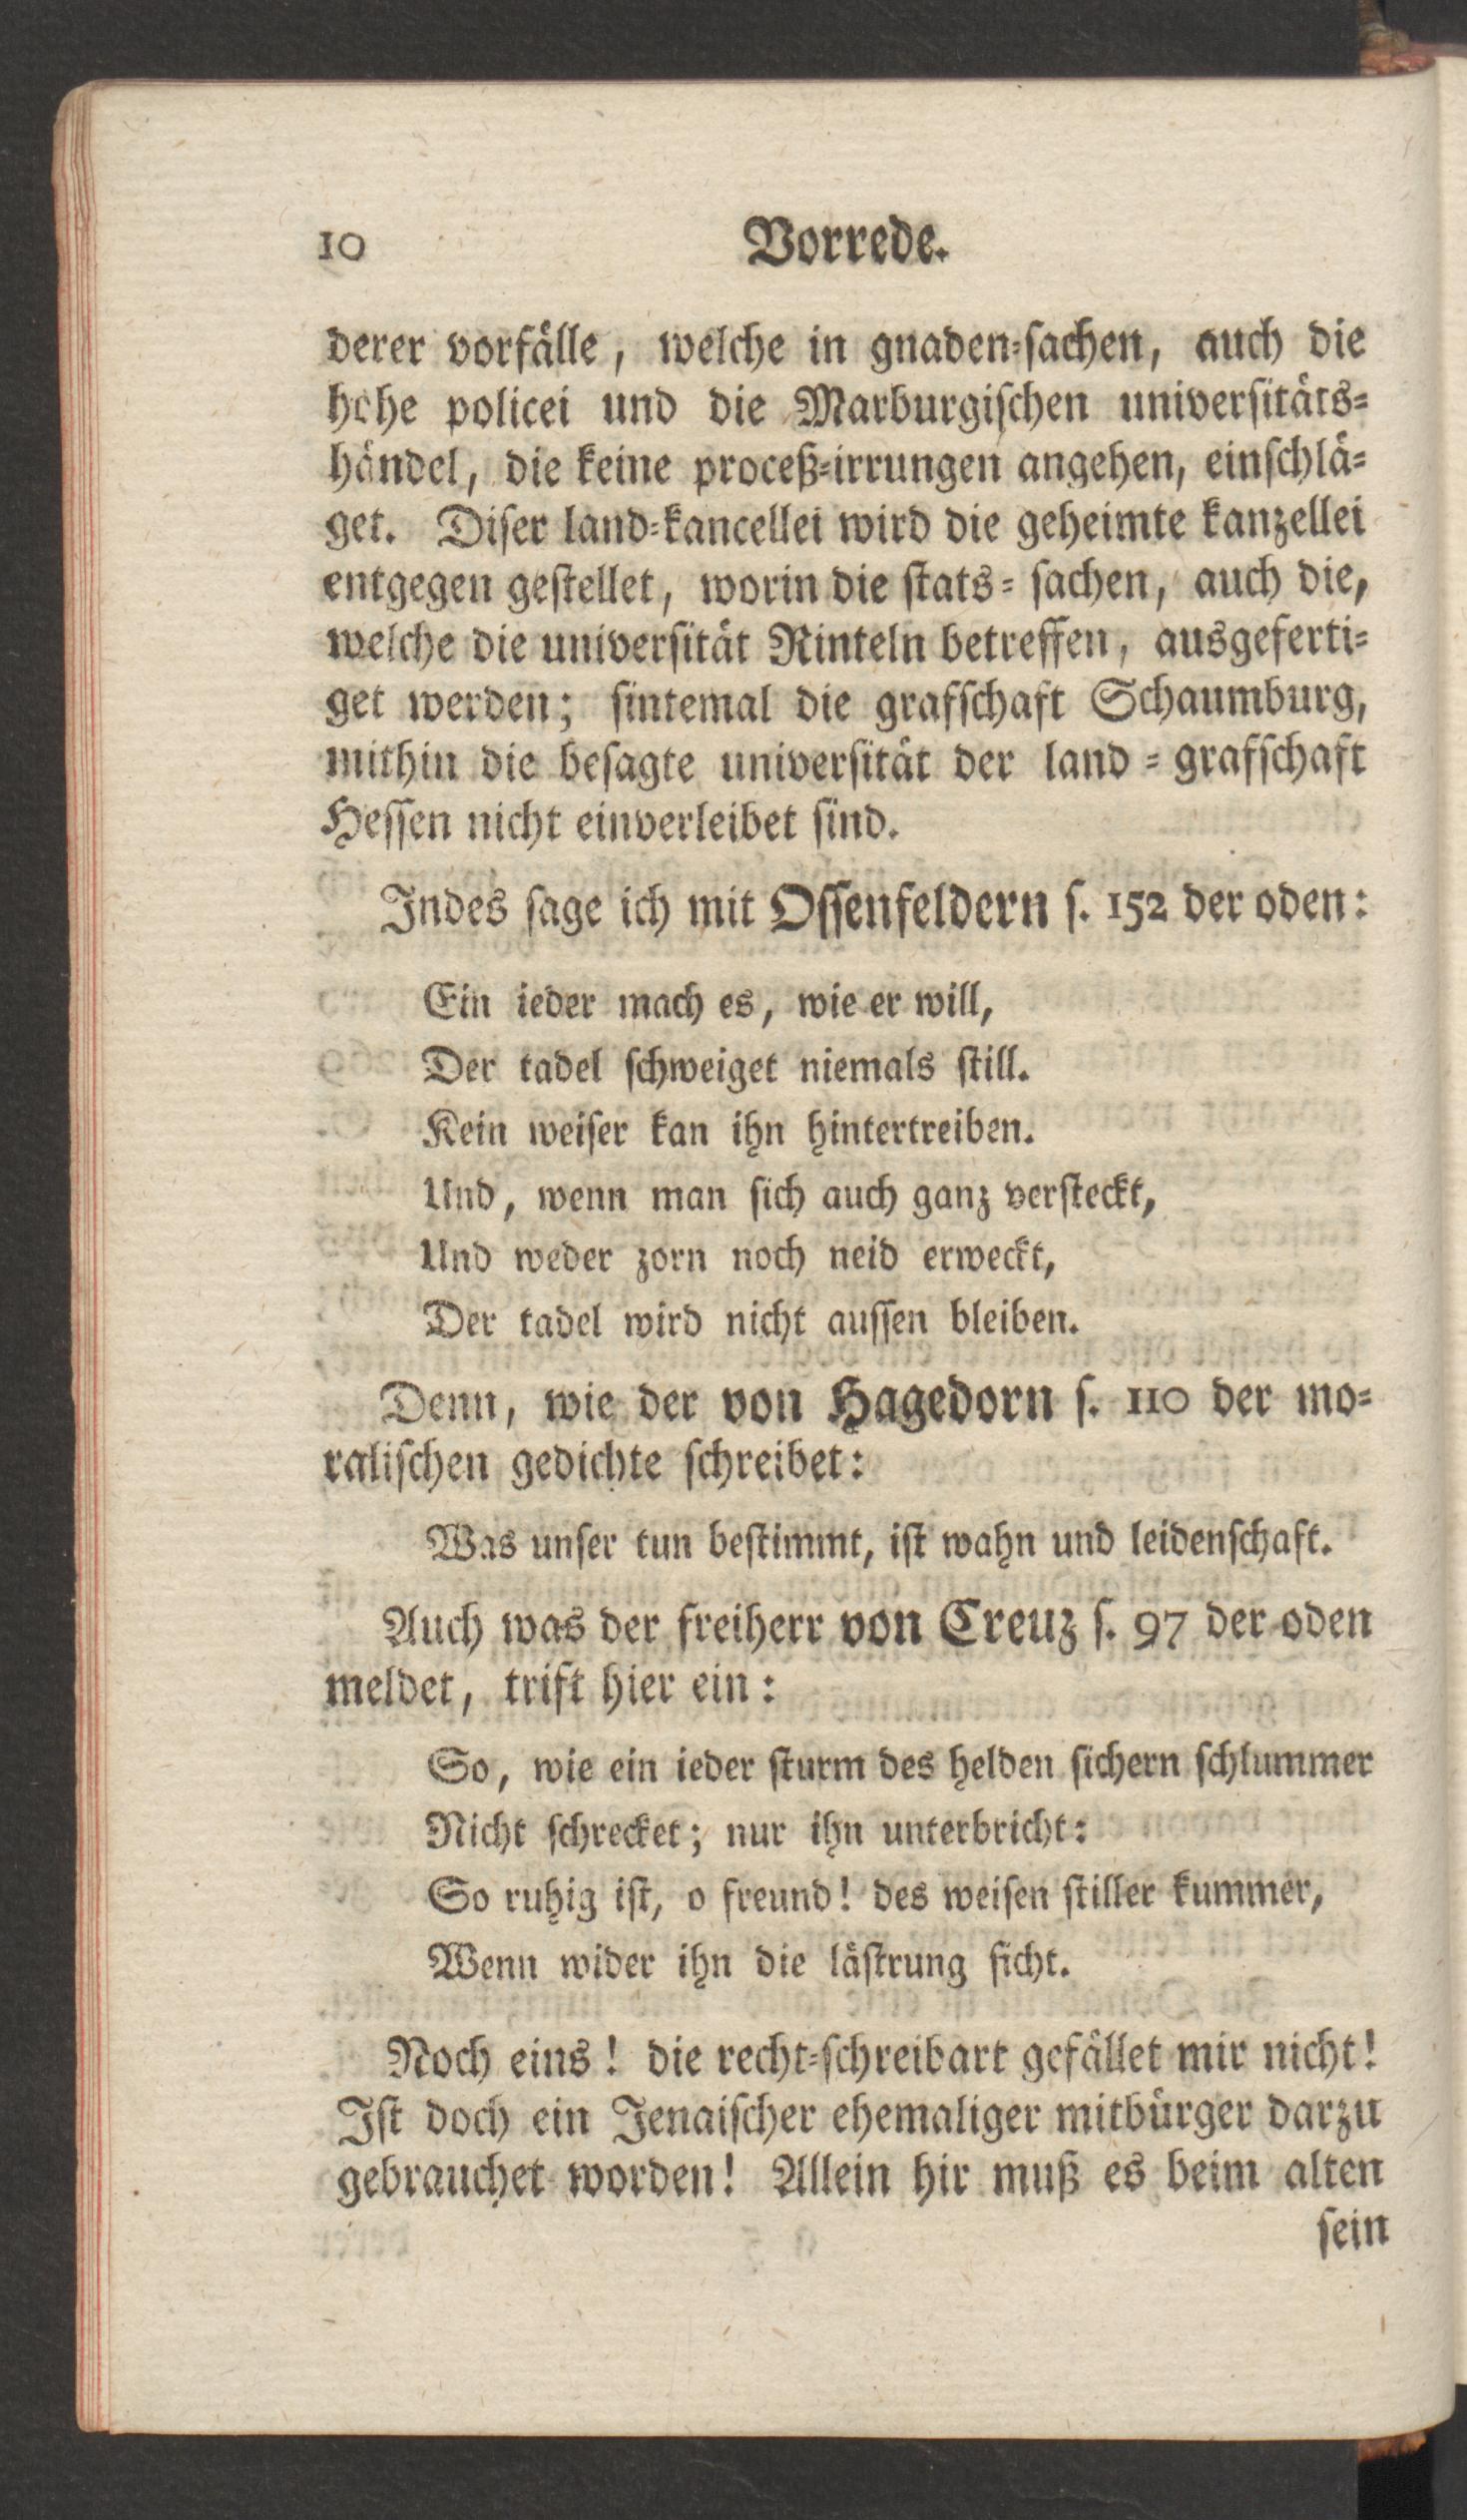 10 Vorrede.
derer vorfälle, welche in gnaden-sachen, auch die
hohe policei und die Marburgischen universitäts-
händel, die keine proceß-irrungen angehen, einschlä-
get. Diser land-kancellei wird die geheimte kanzellei
entgegen gestellet, worin die stats-sachen, auch die,
welche die universität Rinteln betreffen, ausgeferti-
get werden; sintemal die grafschaft Schaumburg,
mithin die besagte universität der land-grafschaft
Hessen nicht einverleibet sind.
Indes sage ich mit Ossenfeldern s. 152 der oden:
Ein ieder mach es, wie er will,
Der tadel schweiget niemals still.
Kein weiser kan ihn hintertreiben.
Und, wenn man sich auch ganz versteckt,
Und weder zorn noch neid erweckt,
Der tadel wird nicht aussen bleiben.
Denn, wie der von Hagedorn s. 110 der mo-
ralischen gedichte schreibet:
Was unser tun bestimmt, ist wahn und leidenschaft.
Auch was der freiherr von Creuz s. 97 der oden
meldet, trift hier ein:
So, wie ein ieder sturm des helden sichern schlummer
Nicht schrecket; nur ihn unterbricht:
So ruhig ist, o freund! des weisen stiller kummer,
Wenn wider ihn die lästrung ficht.
Noch eins! die recht-schreibart gefället mir nicht!
Ist doch ein Jenaischer ehemaliger mitbürger darzu
gebrauchet worden! Allein hir muß es beim alten
sein